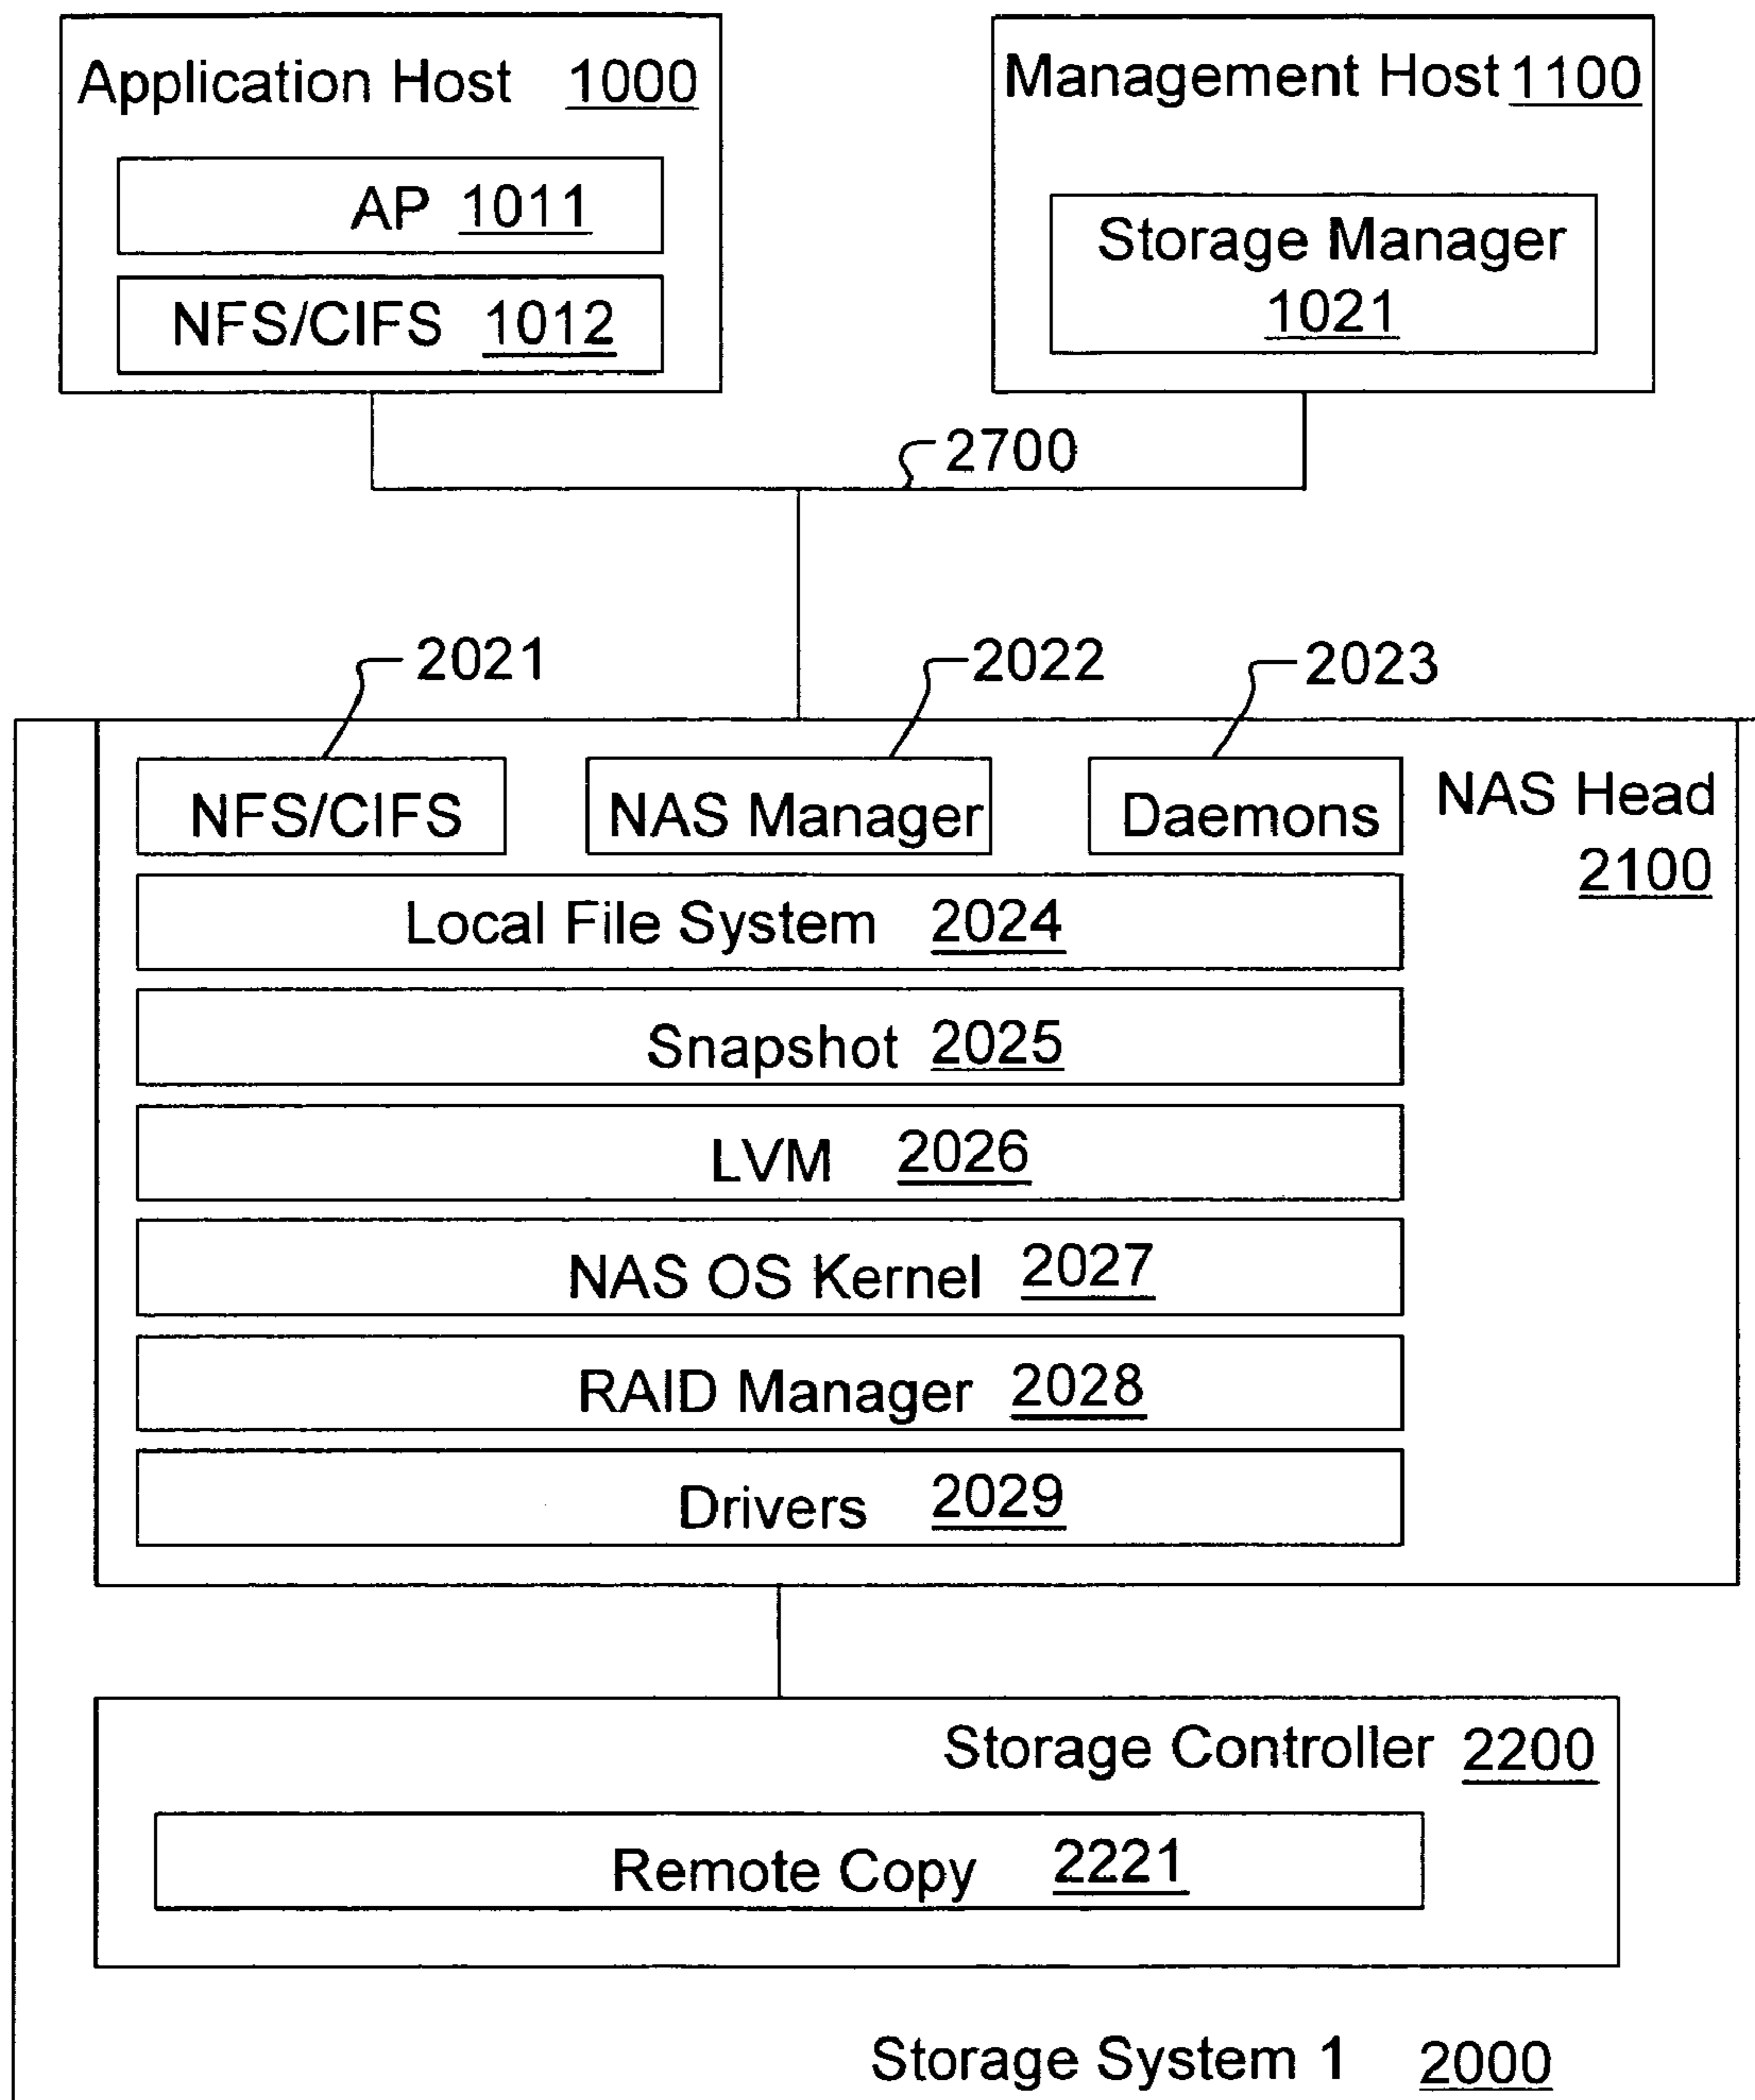 Application Host 1000
AP 1011
NFS/CIFS 1012
Management Host 1100
Storage Manager
1021
2700
2021
2022
2023
NFS/CIFS
NAS Manager
Daemons
NAS Head
2100
Local File System 2024
Snapshot 2025
LVM 2026
NAS OS Kernel 2027
RAID Manager 2028
Drivers 2029
Storage Controller 2200
Remote Copy 2221
Storage System 1 2000